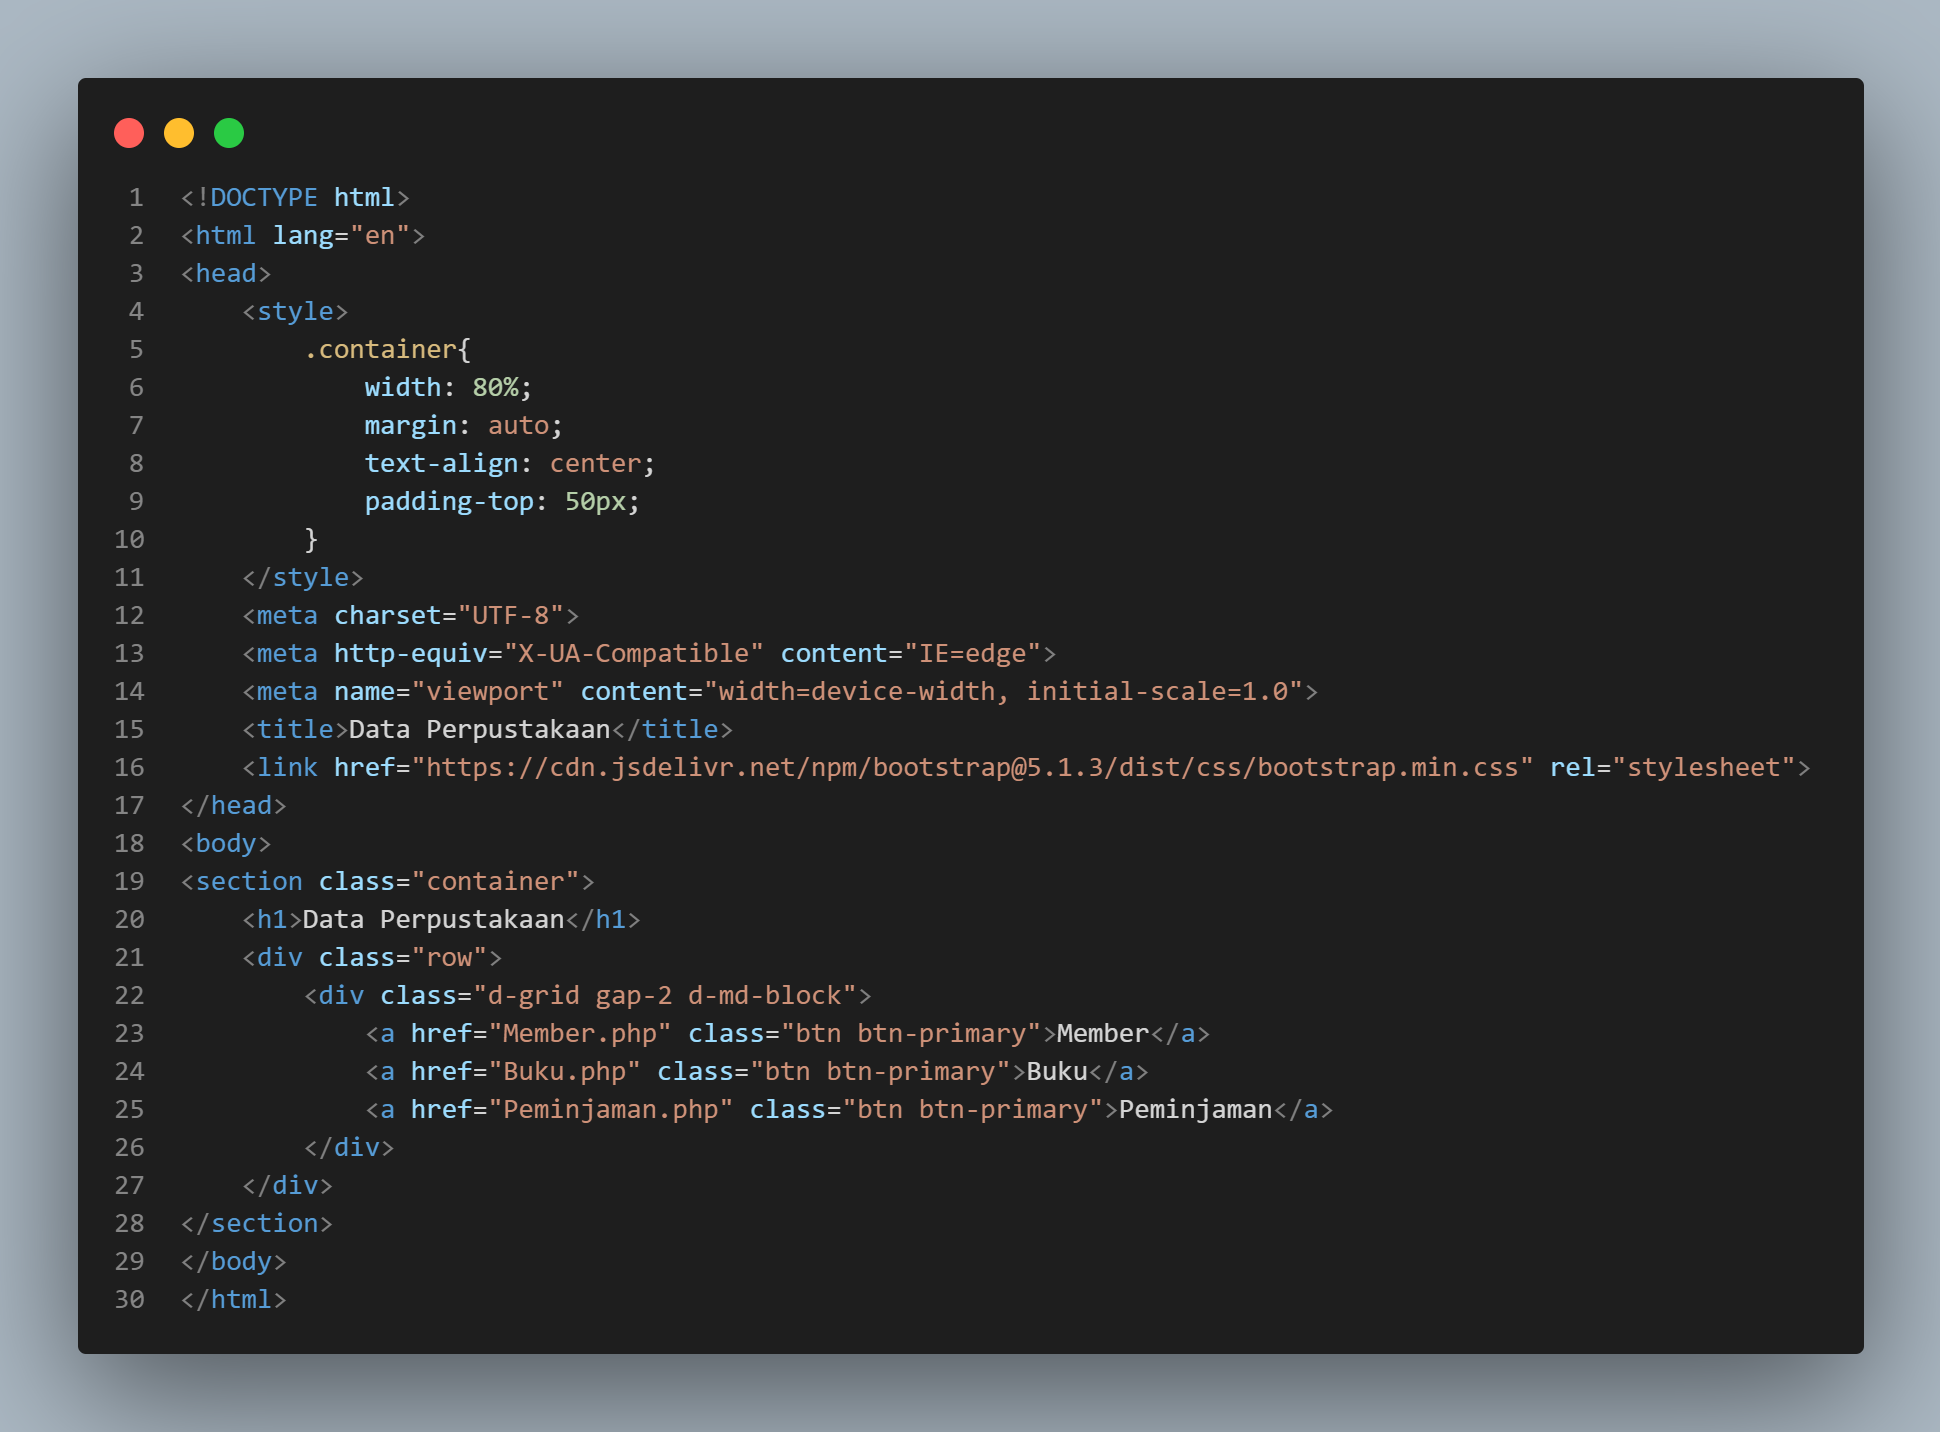 1 <!DOCTYPE html>
2 <html lang="en">
3 <head>
4     <style>
5         .container{
6             width: 80%;
7             margin: auto;
8             text-align: center;
9             padding-top: 50px;
10         }
11     </style>
12     <meta charset="UTF-8">
13     <meta http-equiv="X-UA-Compatible" content="IE=edge">
14     <meta name="viewport" content="width=device-width, initial-scale=1.0">
15     <title>Data Perpustakaan</title>
16     <link href="https://cdn.jsdelivr.net/npm/bootstrap@5.1.3/dist/css/bootstrap.min.css" rel="stylesheet">
17 </head>
18 <body>
19 <section class="container">
20     <h1>Data Perpustakaan</h1>
21     <div class="row">
22         <div class="d-grid gap-2 d-md-block">
23             <a href="Member.php" class="btn btn-primary">Member</a>
24             <a href="Buku.php" class="btn btn-primary">Buku</a>
25             <a href="Peminjaman.php" class="btn btn-primary">Peminjaman</a>
26         </div>
27     </div>
28 </section>
29 </body>
30 </html>